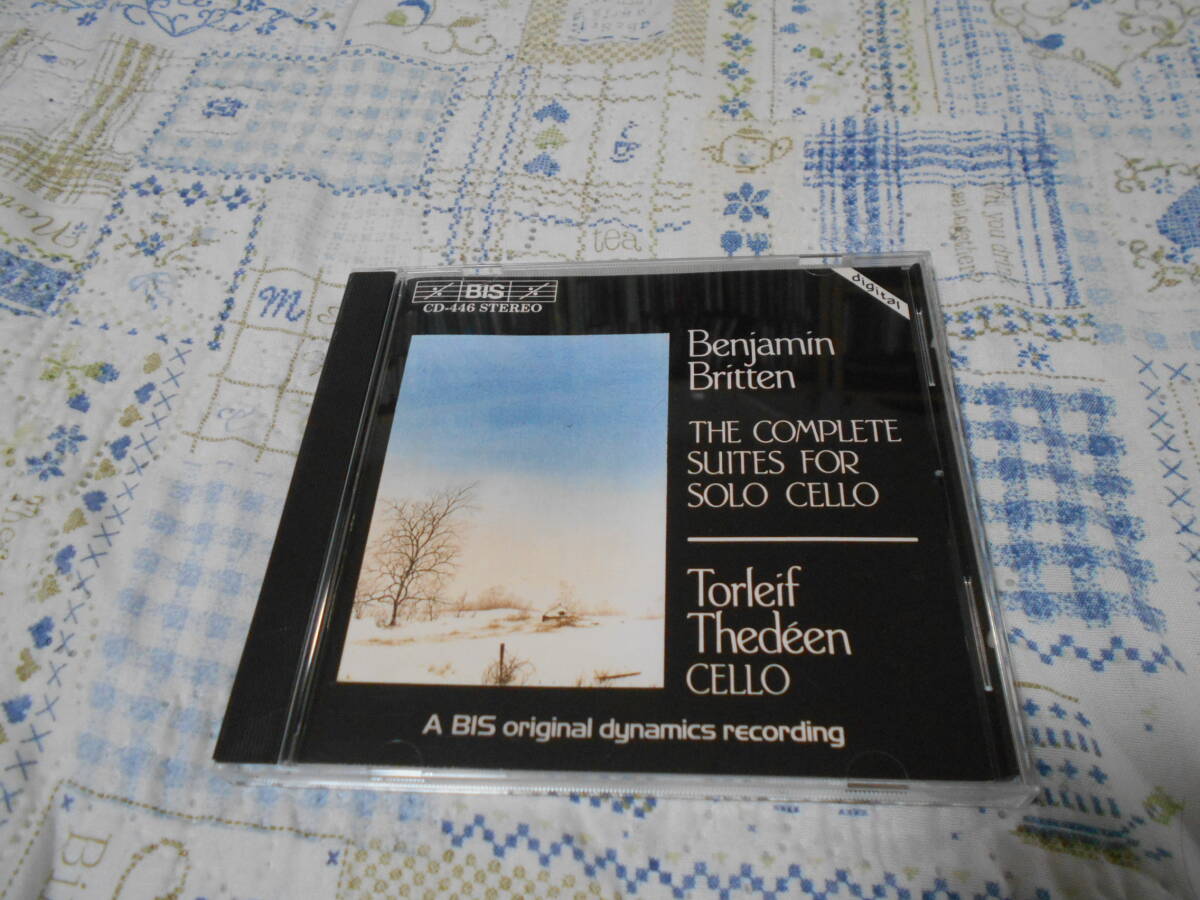 BIS
CD-446 STEREO
digital
Benjamin
Britten
THE COMPLETE
SUITES FOR
SOLO CELLO
Torleif
Thedéen
CELLO
A BIS original dynamics recording
tea
M
Bi